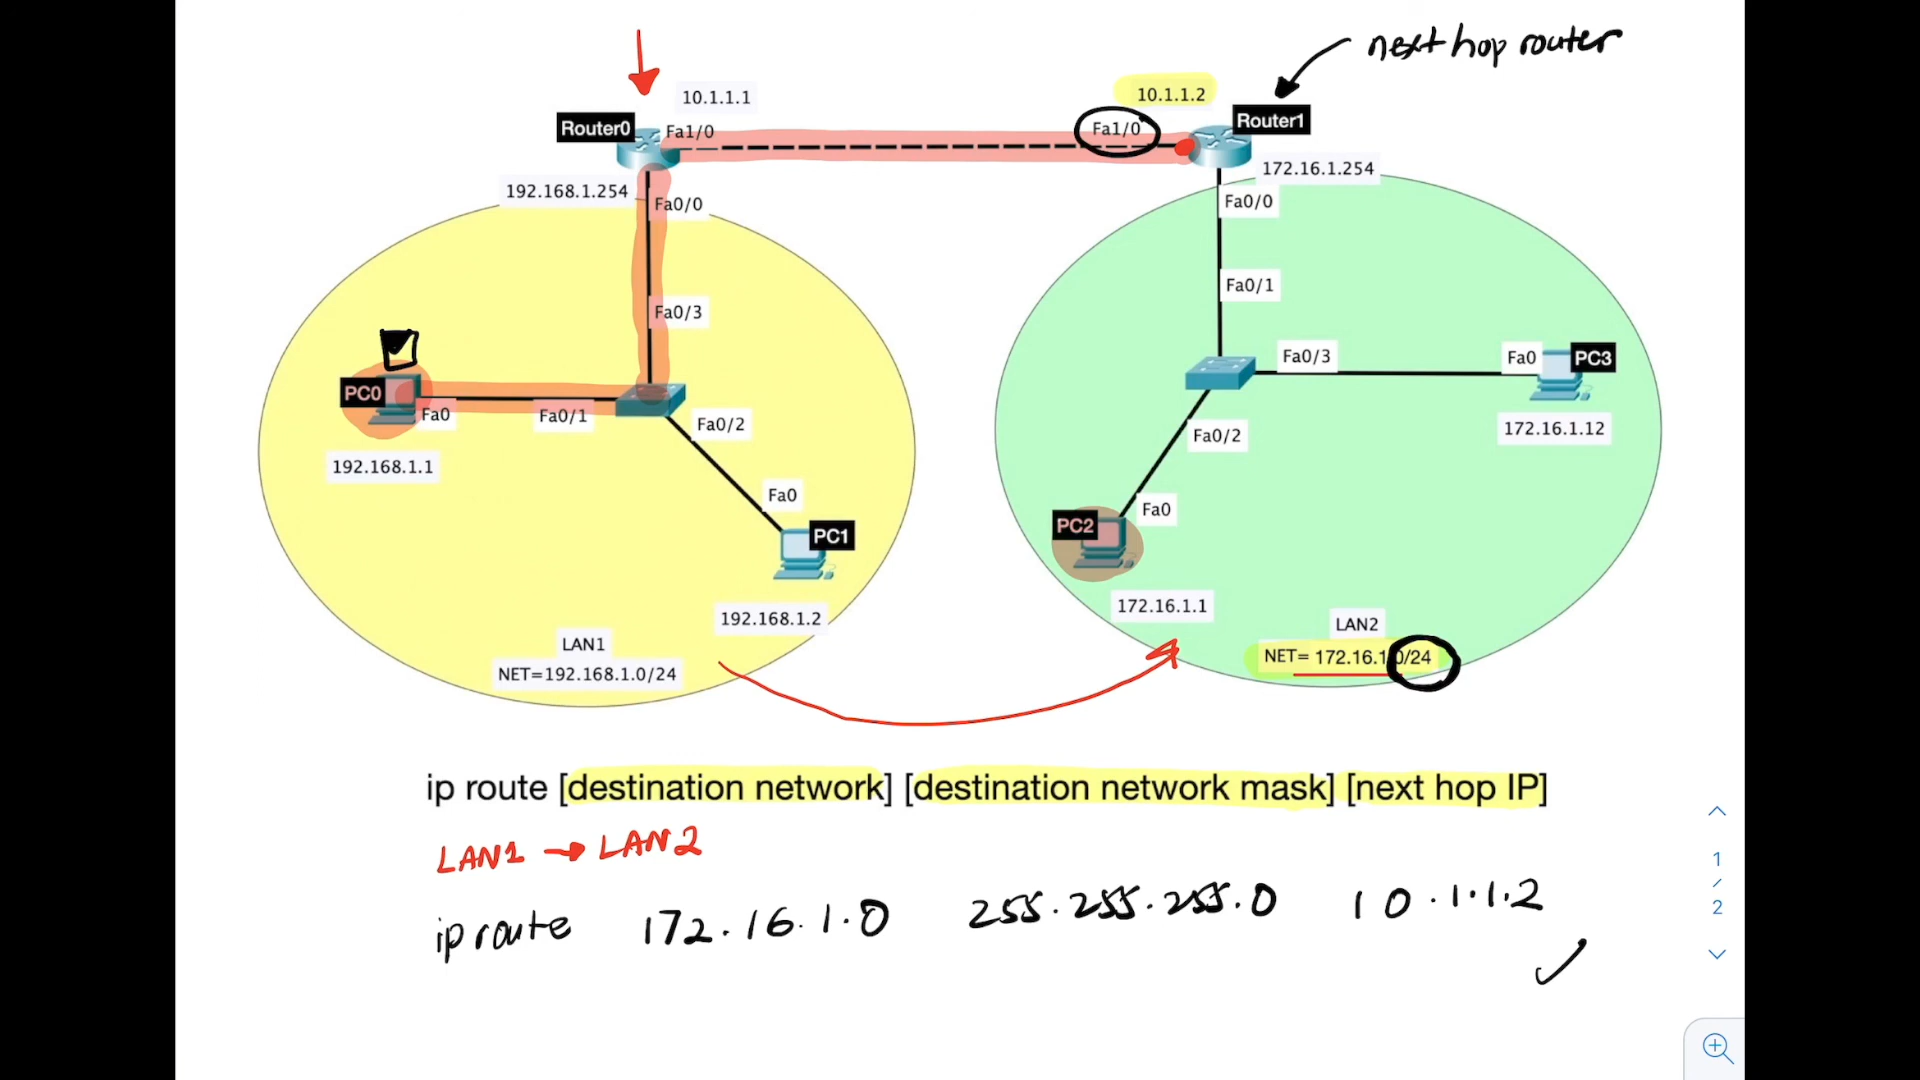 next hop router
10.1.1.1
10.1.1.2
Router0
Fa1/0
Fa1/0
Router1
192.168.1.254
Fa0/0
172.16.1.254
Fa0/0
Fa0/3
Fa0/1
PC0
Fa0
Fa0/1
Fa0/2
192.168.1.1
Fa0
PC1
192.168.1.2
LAN1
NET=192.168.1.0/24
Fa0/3
Fa0
PC3
172.16.1.12
Fa0/2
Fa0
PC2
172.16.1.1
LAN2
NET= 172.16.1.0/24
ip route [destination network] [destination network mask] [next hop IP]
LAN1 → LAN2
ip route 172.16.1.0 255.255.255.0 10.1.1.2
1
/
2